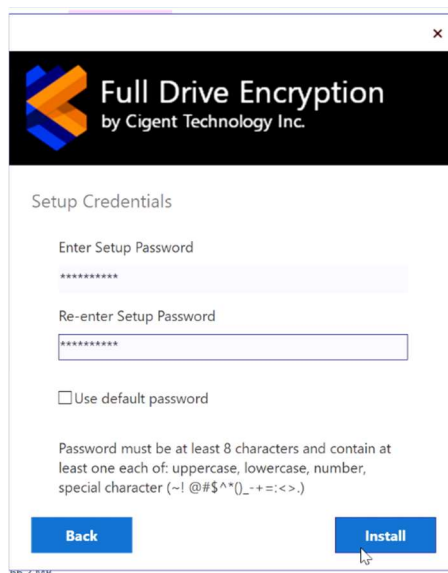 ×
Full Drive Encryption
by Cigent Technology Inc.
Setup Credentials
Enter Setup Password
**********
Re-enter Setup Password
**********
Use default password
Password must be at least 8 characters and contain at
least one each of: uppercase, lowercase, number,
special character (~! @#$^*()_-+=:<>.)
Back
Install